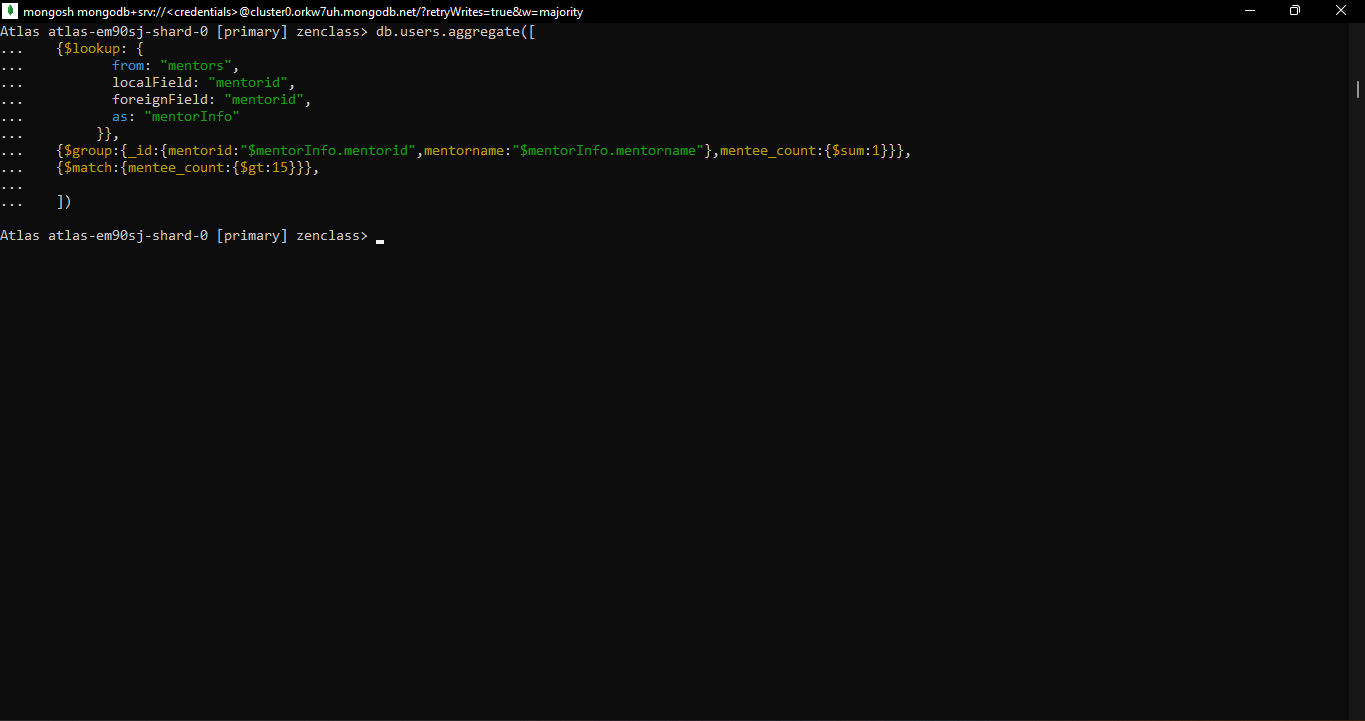 mongosh mongodb+srv://<credentials>@cluster0.orkw7uh.mongodb.net/?retryWrites=true&w=majority
Atlas atlas-em90sj-shard-0 [primary] zenclass> db.users.aggregate([
...    {$lookup: {
...           from: "mentors",
...           localField: "mentorid",
...           foreignField: "mentorid",
...           as: "mentorInfo"
...         }},
...    {$group:{_id:{mentorid:"$mentorInfo.mentorid",mentorname:"$mentorInfo.mentorname"},mentee_count:{$sum:1}}},
...    {$match:{mentee_count:{$gt:15}}},
...
...    ])
Atlas atlas-em90sj-shard-0 [primary] zenclass>